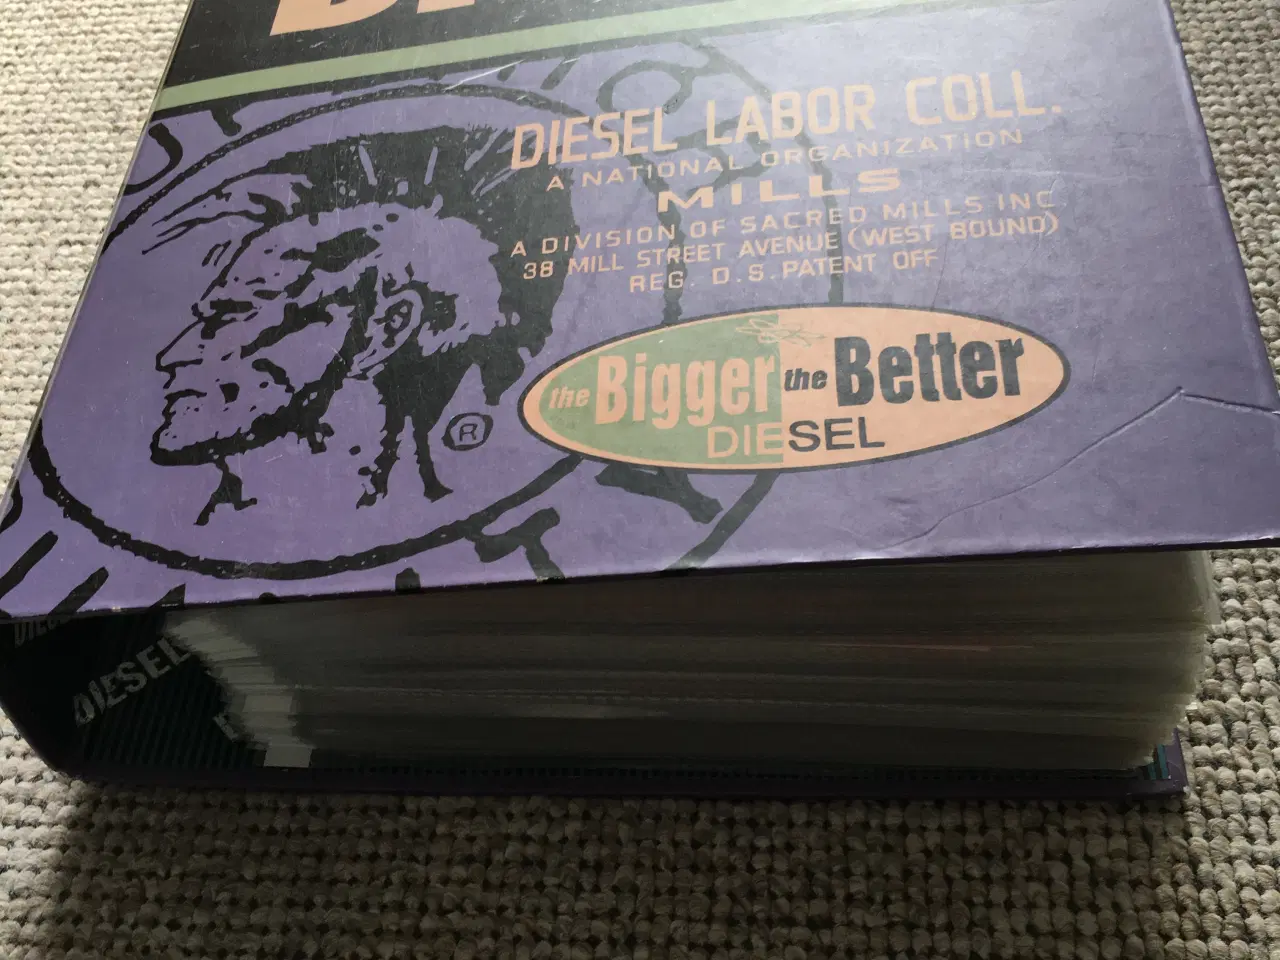 DIESEL LABOR COLL.
A NATIONAL ORGANIZATION
MILLS
A DIVISION OF SACRED MILLS INC
38 MILL STREET AVENUE (WEST BOUND)
REG. D.S. PATENT OFF
the Bigger the Better
DIESEL
®
DIESEL